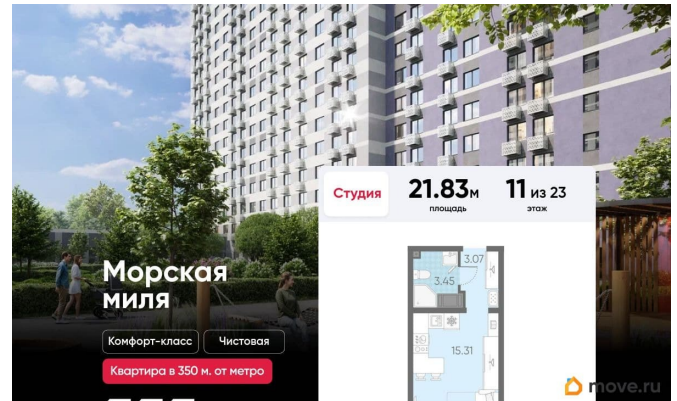 Студия
21.83м
площадь
11 из 23
этаж
3.07
3.45
15.31
Морская
миля
Комфорт-класс
Чистовая
Квартира в 350 м. от метро
move.ru